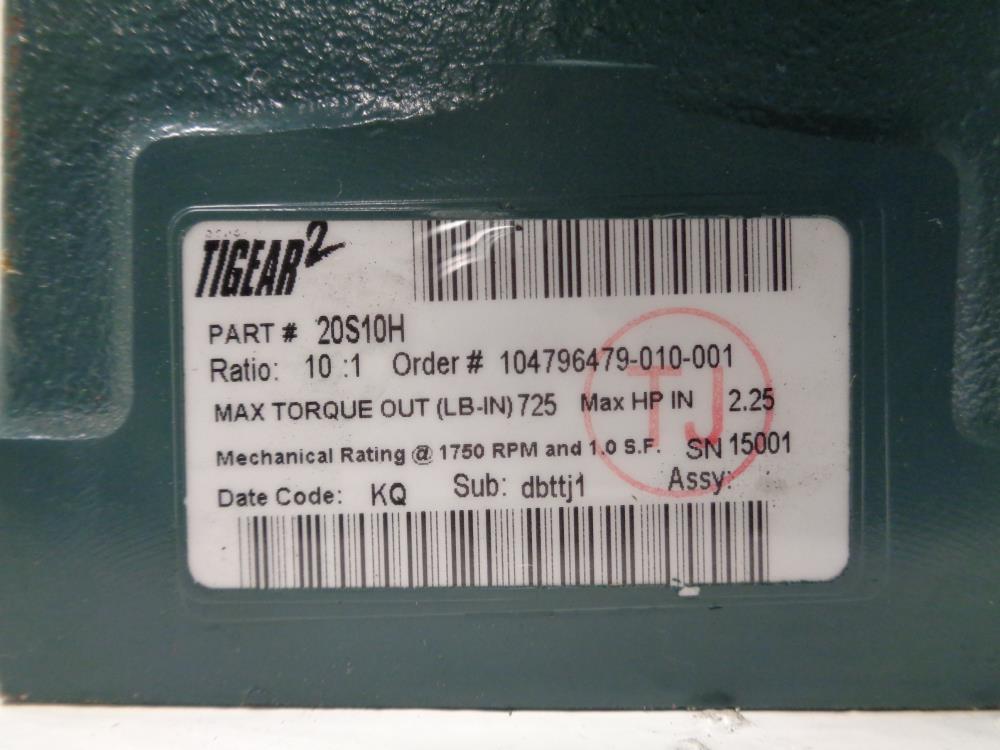 TIGEAR2
PART # 20S10H
Ratio: 10 :1 Order # 104796479-010-001
MAX TORQUE OUT (LB-IN) 725 Max HP IN 2.25
Mechanical Rating @ 1750 RPM and 1.0 S.F. SN 15001
Date Code: KQ Sub: dbttj1 Assy:
TJ